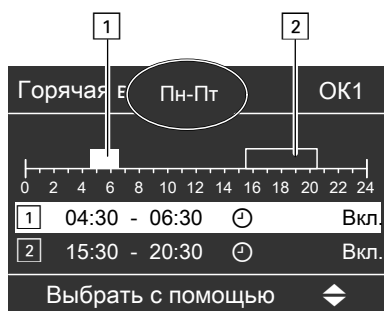 1 2
Горячая в Пн-Пт ОК1
0 2 4 6 8 10 12 14 16 18 20 22 24
1 04:30 - 06:30 Вкл.
2 15:30 - 20:30 Вкл.
Выбрать с помощью